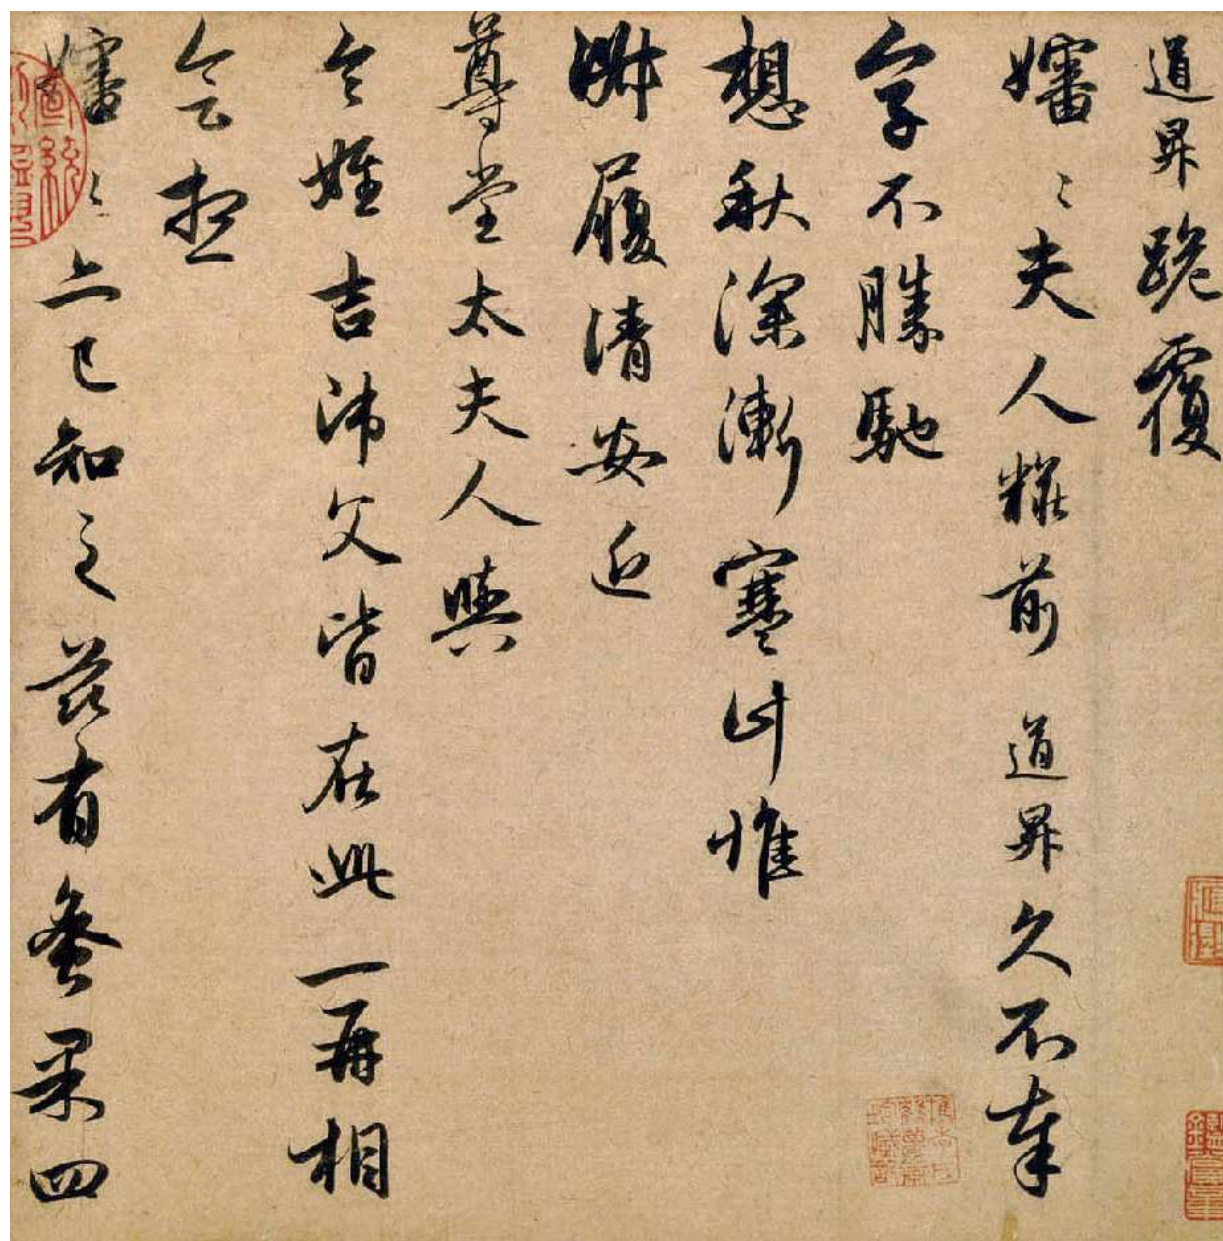 道昇跪覆
嬸〻夫人糚前道昇久不奉
字不勝馳
想秋深漸寒計惟
淑履清安近
尊堂太夫人與
令姪吉沛父皆在此一再相
會想
嬸〻亦已知之茲有蜜果四